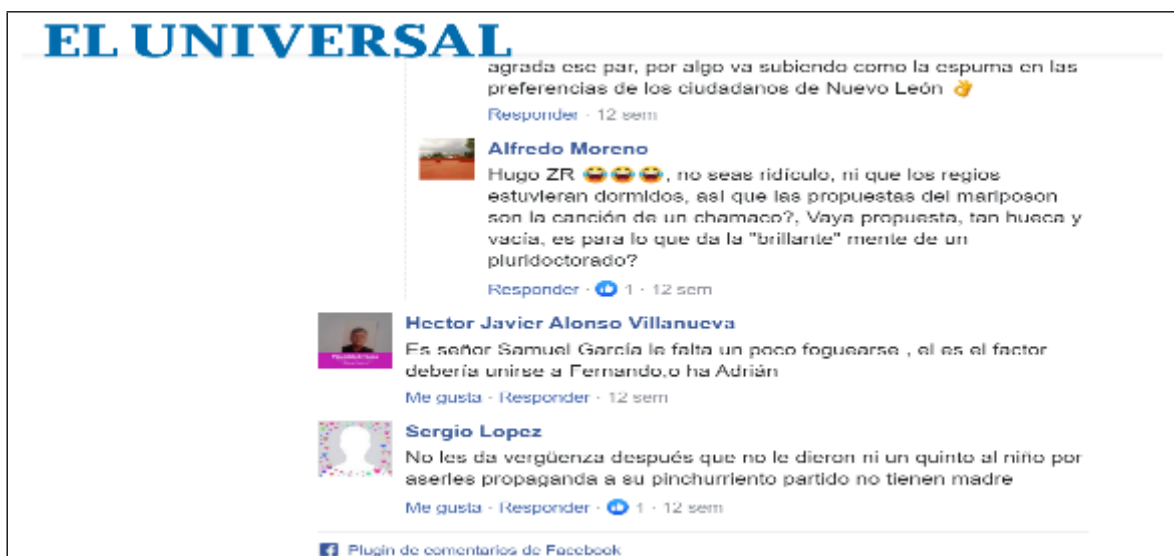 EL UNIVERSAL
agrada ese par, por algo va subiendo como la espuma en las
preferencias de los ciudadanos de Nuevo León 👌
Responder · 12 sem
Alfredo Moreno
Hugo ZR 😂😂😂, no seas ridículo, ni que los regios
estuvieran dormidos, asi que las propuestas del mariposon
son la canción de un chamaco?, Vaya propuesta, tan hueca y
vacía, es para lo que da la "brillante" mente de un
pluridoctorado?
Responder · 1 · 12 sem
Hector Javier Alonso Villanueva
Es señor Samuel García le falta un poco foguearse , el es el factor
debería unirse a Fernando,o ha Adrián
Me gusta · Responder · 12 sem
Sergio Lopez
No les da vergüenza después que no le dieron ni un quinto al niño por
aserles propaganda a su pinchurriento partido no tienen madre
Me gusta · Responder · 1 · 12 sem
Plugin de comentarios de Facebook